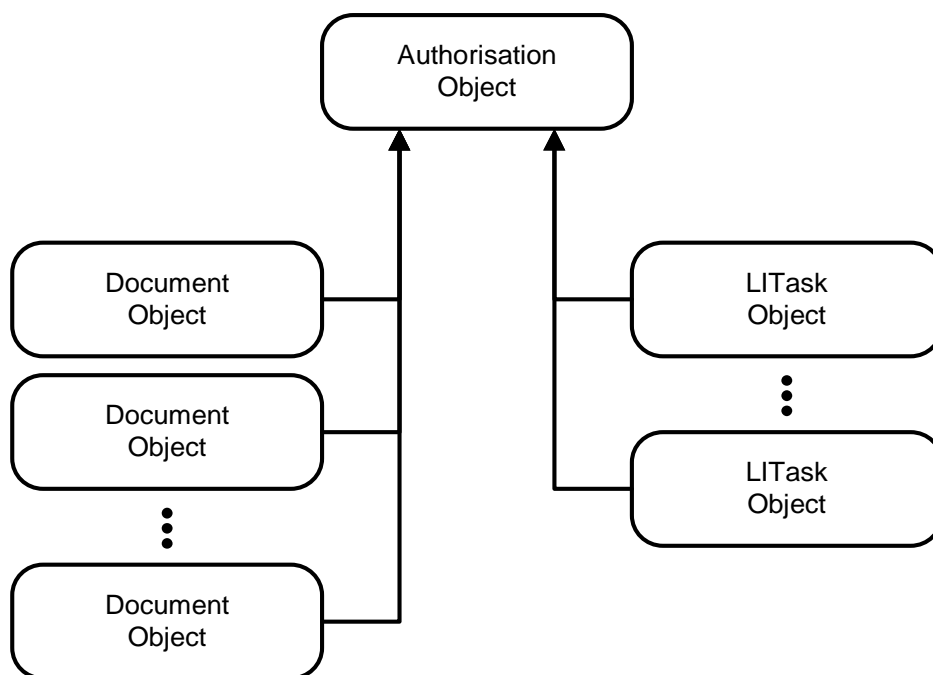 Authorisation
Object
Document
Object
LITask
Object
Document
Object
LITask
Object
Document
Object